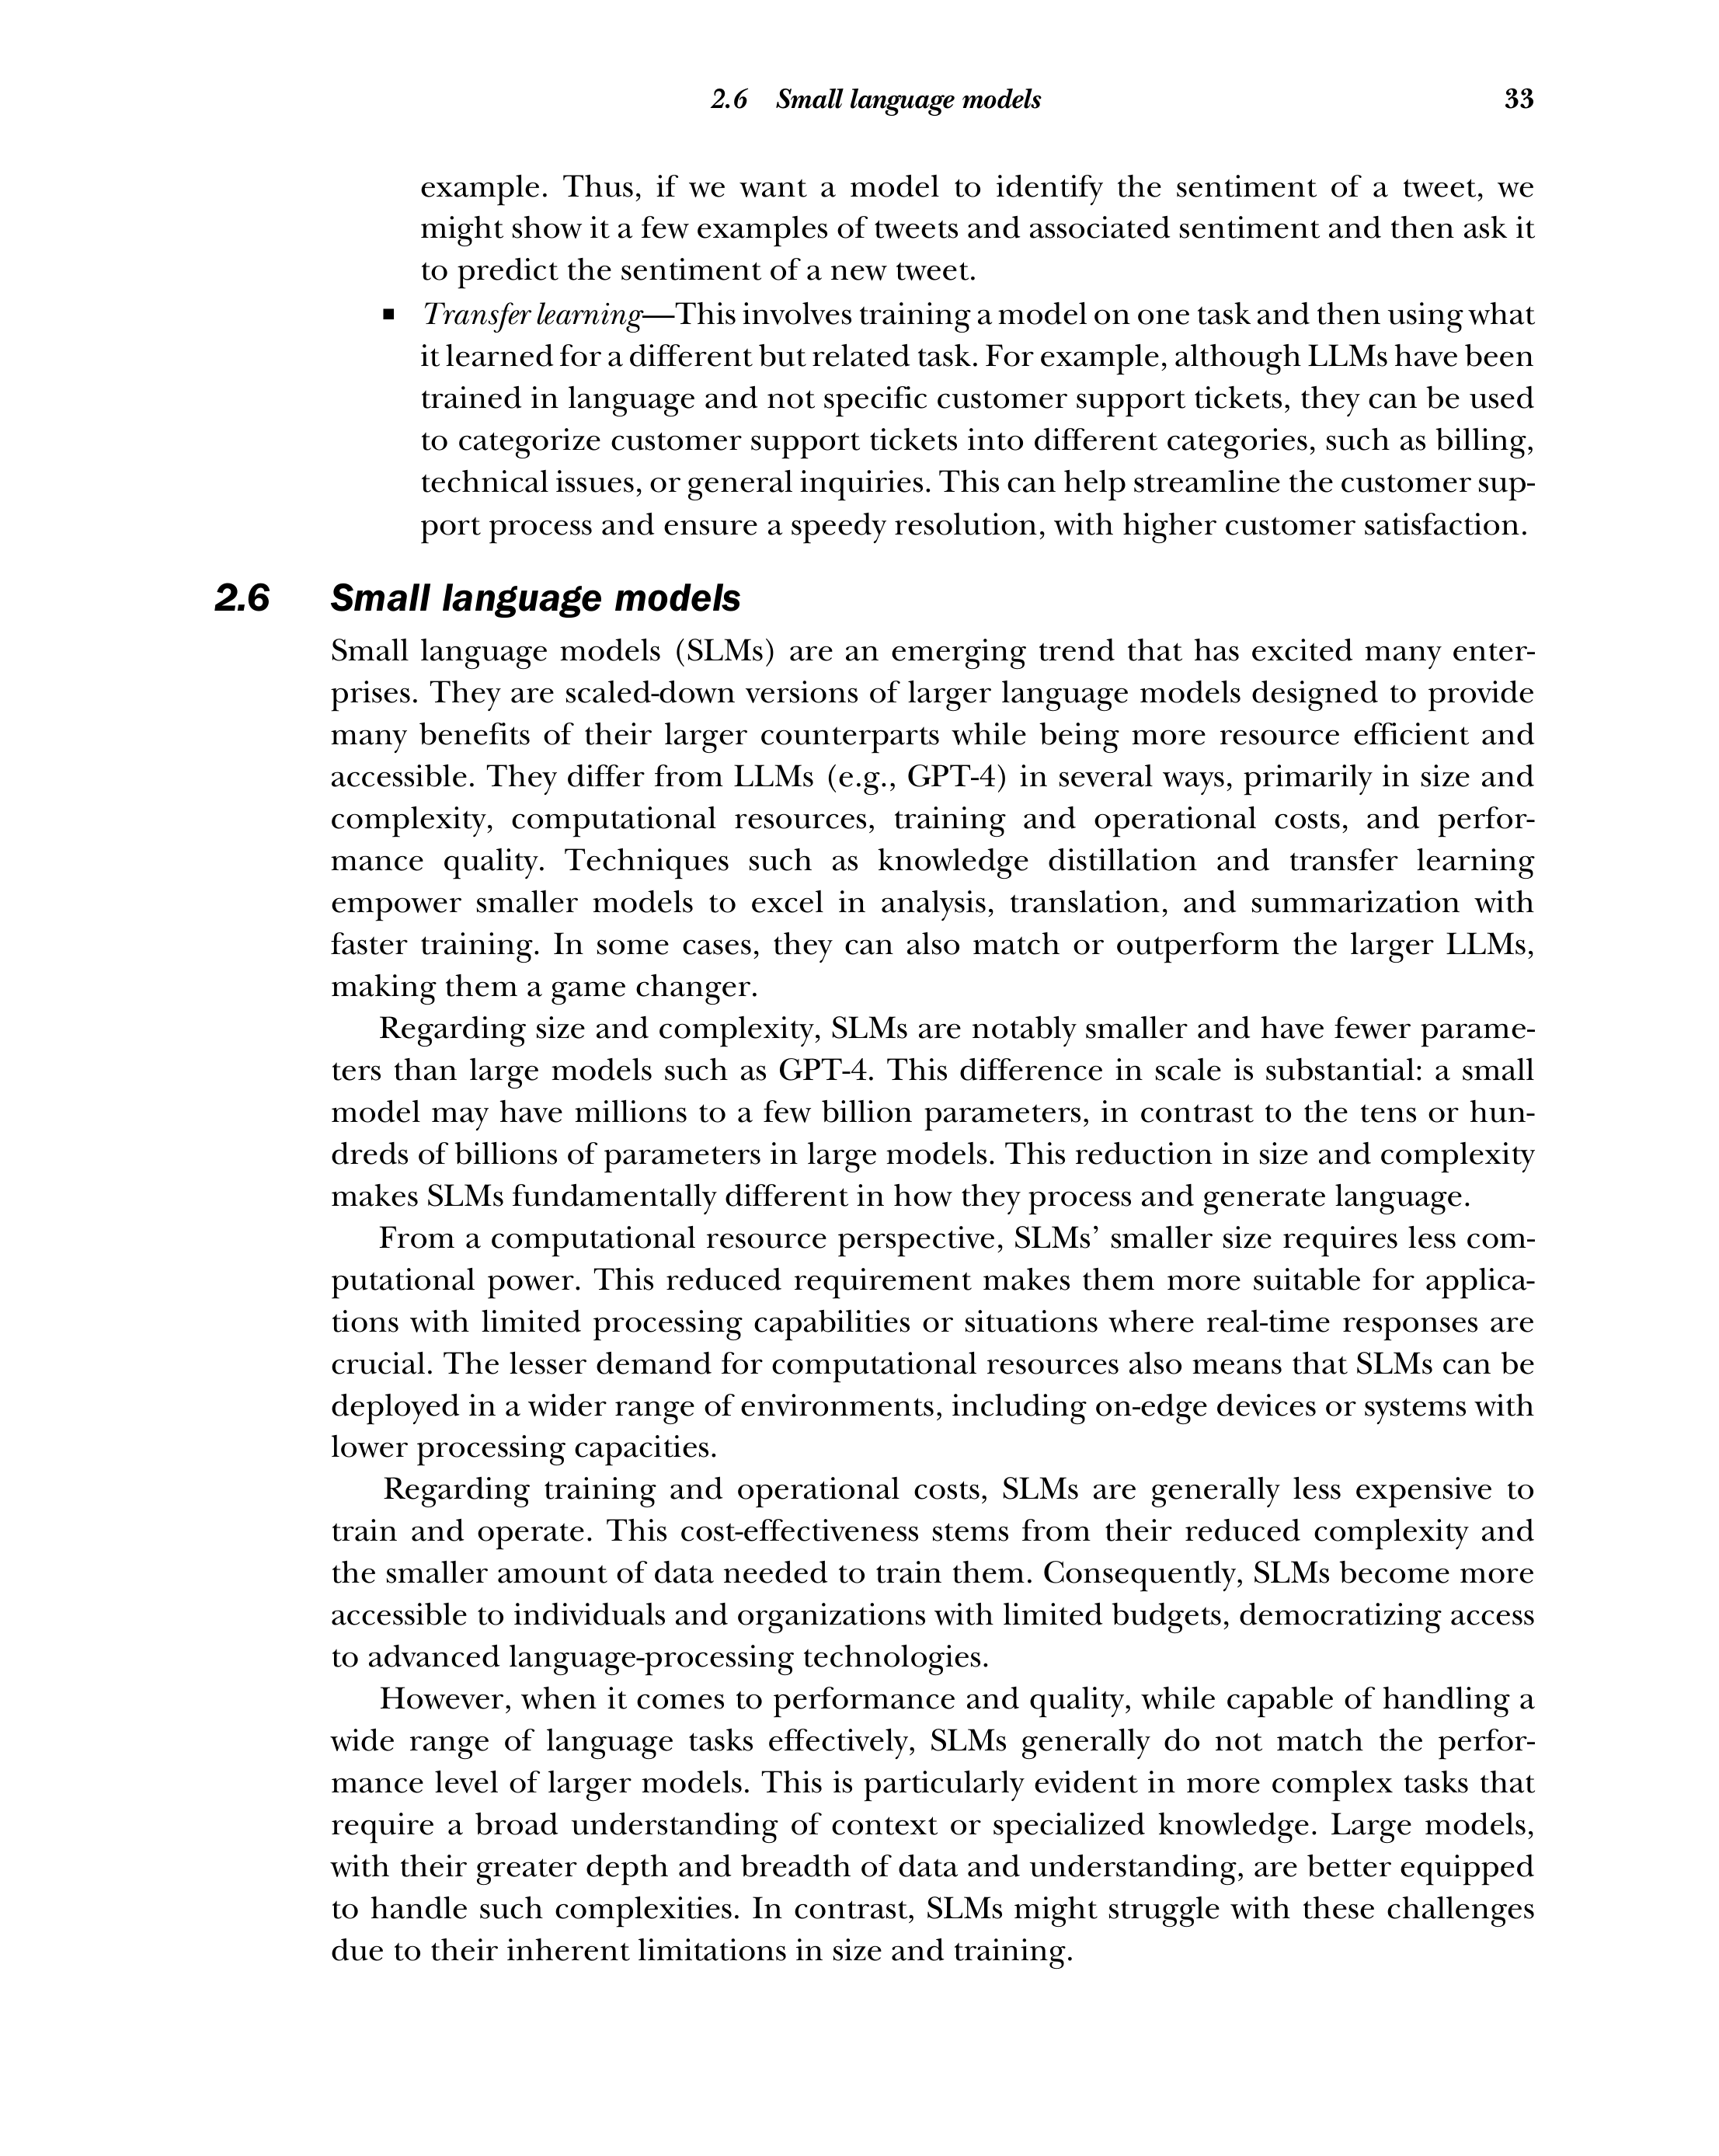 2.6 Small language models 33
example. Thus, if we want a model to identify the sentiment of a tweet, we
might show it a few examples of tweets and associated sentiment and then ask it
to predict the sentiment of a new tweet.
■ Transfer learning—This involves training a model on one task and then using what
it learned for a different but related task. For example, although LLMs have been
trained in language and not specific customer support tickets, they can be used
to categorize customer support tickets into different categories, such as billing,
technical issues, or general inquiries. This can help streamline the customer sup-
port process and ensure a speedy resolution, with higher customer satisfaction.
2.6 Small language models
Small language models (SLMs) are an emerging trend that has excited many enter-
prises. They are scaled-down versions of larger language models designed to provide
many benefits of their larger counterparts while being more resource efficient and
accessible. They differ from LLMs (e.g., GPT-4) in several ways, primarily in size and
complexity, computational resources, training and operational costs, and perfor-
mance quality. Techniques such as knowledge distillation and transfer learning
empower smaller models to excel in analysis, translation, and summarization with
faster training. In some cases, they can also match or outperform the larger LLMs,
making them a game changer.
Regarding size and complexity, SLMs are notably smaller and have fewer parame-
ters than large models such as GPT-4. This difference in scale is substantial: a small
model may have millions to a few billion parameters, in contrast to the tens or hun-
dreds of billions of parameters in large models. This reduction in size and complexity
makes SLMs fundamentally different in how they process and generate language.
From a computational resource perspective, SLMs’ smaller size requires less com-
putational power. This reduced requirement makes them more suitable for applica-
tions with limited processing capabilities or situations where real-time responses are
crucial. The lesser demand for computational resources also means that SLMs can be
deployed in a wider range of environments, including on-edge devices or systems with
lower processing capacities.
Regarding training and operational costs, SLMs are generally less expensive to
train and operate. This cost-effectiveness stems from their reduced complexity and
the smaller amount of data needed to train them. Consequently, SLMs become more
accessible to individuals and organizations with limited budgets, democratizing access
to advanced language-processing technologies.
However, when it comes to performance and quality, while capable of handling a
wide range of language tasks effectively, SLMs generally do not match the perfor-
mance level of larger models. This is particularly evident in more complex tasks that
require a broad understanding of context or specialized knowledge. Large models,
with their greater depth and breadth of data and understanding, are better equipped
to handle such complexities. In contrast, SLMs might struggle with these challenges
due to their inherent limitations in size and training.